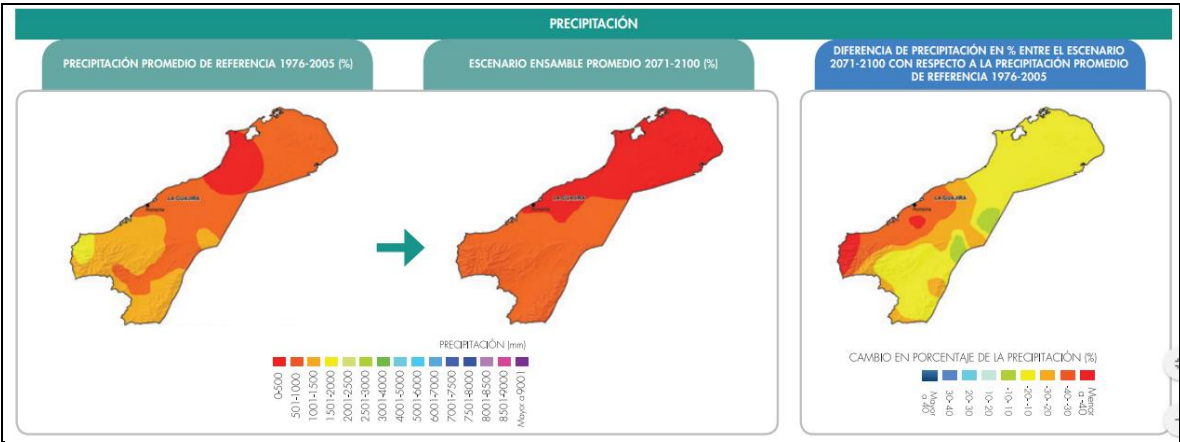 PRECIPITACIÓN
PRECIPITACIÓN PROMEDIO DE REFERENCIA 1976-2005 (%)
ESCENARIO ENSAMBLE PROMEDIO 2071-2100 (%)
DIFERENCIA DE PRECIPITACIÓN EN % ENTRE EL ESCENARIO
2071-2100 CON RESPECTO A LA PRECIPITACIÓN PROMEDIO
DE REFERENCIA 1976-2005
LA GUAJIRA
Riohacha
LA GUAJIRA
Riohacha
LA GUAJIRA
Riohacha
PRECIPITACIÓN (mm)
0-500
501-1000
1001-1500
1501-2000
2001-2500
2501-3000
3001-4000
4001-5000
5001-6000
6001-7000
7001-7500
7501-8000
8001-8500
8501-9000
Mayor a 9001
CAMBIO EN PORCENTAJE DE LA PRECIPITACIÓN (%)
Mayor
a 40
30-40
20-30
10-20
-10-10
-20-10
-30-20
-40-30
Menor
a -40